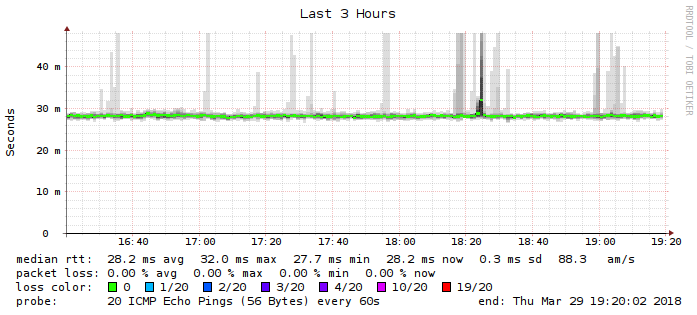 Last 3 Hours
RRDTOOL / TOBI OETIKER
Seconds
40 m
30 m
20 m
10 m
0
16:40 17:00 17:20 17:40 18:00 18:20 18:40 19:00 19:20
median rtt: 28.2 ms avg 32.0 ms max 27.7 ms min 28.2 ms now 0.3 ms sd 88.3 am/s
packet loss: 0.00 % avg 0.00 % max 0.00 % min 0.00 % now
loss color: 0 1/20 2/20 3/20 4/20 10/20 19/20
probe: 20 ICMP Echo Pings (56 Bytes) every 60s end: Thu Mar 29 19:20:02 2018